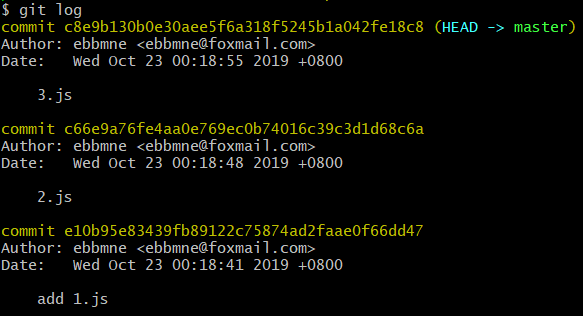 $ git log
commit c8e9b130b0e30aee5f6a318f5245b1a042fe18c8 (HEAD -> master)
Author: ebbmne <ebbmne@foxmail.com>
Date:   Wed Oct 23 00:18:55 2019 +0800
    3.js
commit c66e9a76fe4aa0e769ec0b74016c39c3d1d68c6a
Author: ebbmne <ebbmne@foxmail.com>
Date:   Wed Oct 23 00:18:48 2019 +0800
    2.js
commit e10b95e83439fb89122c75874ad2faae0f66dd47
Author: ebbmne <ebbmne@foxmail.com>
Date:   Wed Oct 23 00:18:41 2019 +0800
    add 1.js